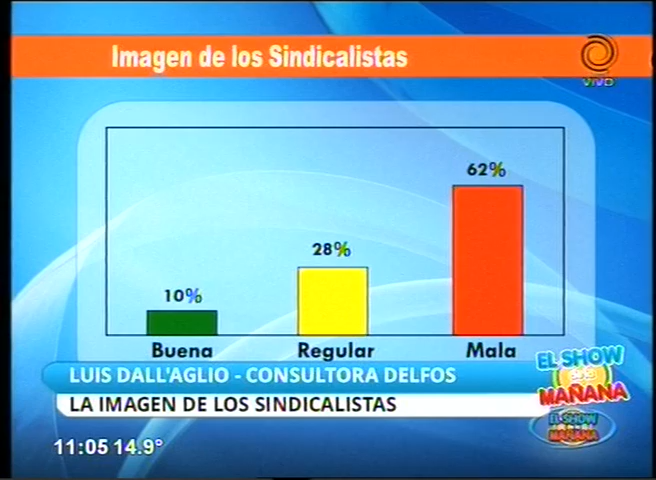 Imagen de los Sindicalistas
VIVO
62%
28%
10%
Buena Regular Mala
LUIS DALL'AGLIO - CONSULTORA DELFOS
LA IMAGEN DE LOS SINDICALISTAS
EL SHOW
DE LA
MAÑANA
EL SHOW
MAÑANA
11:05 14.9°